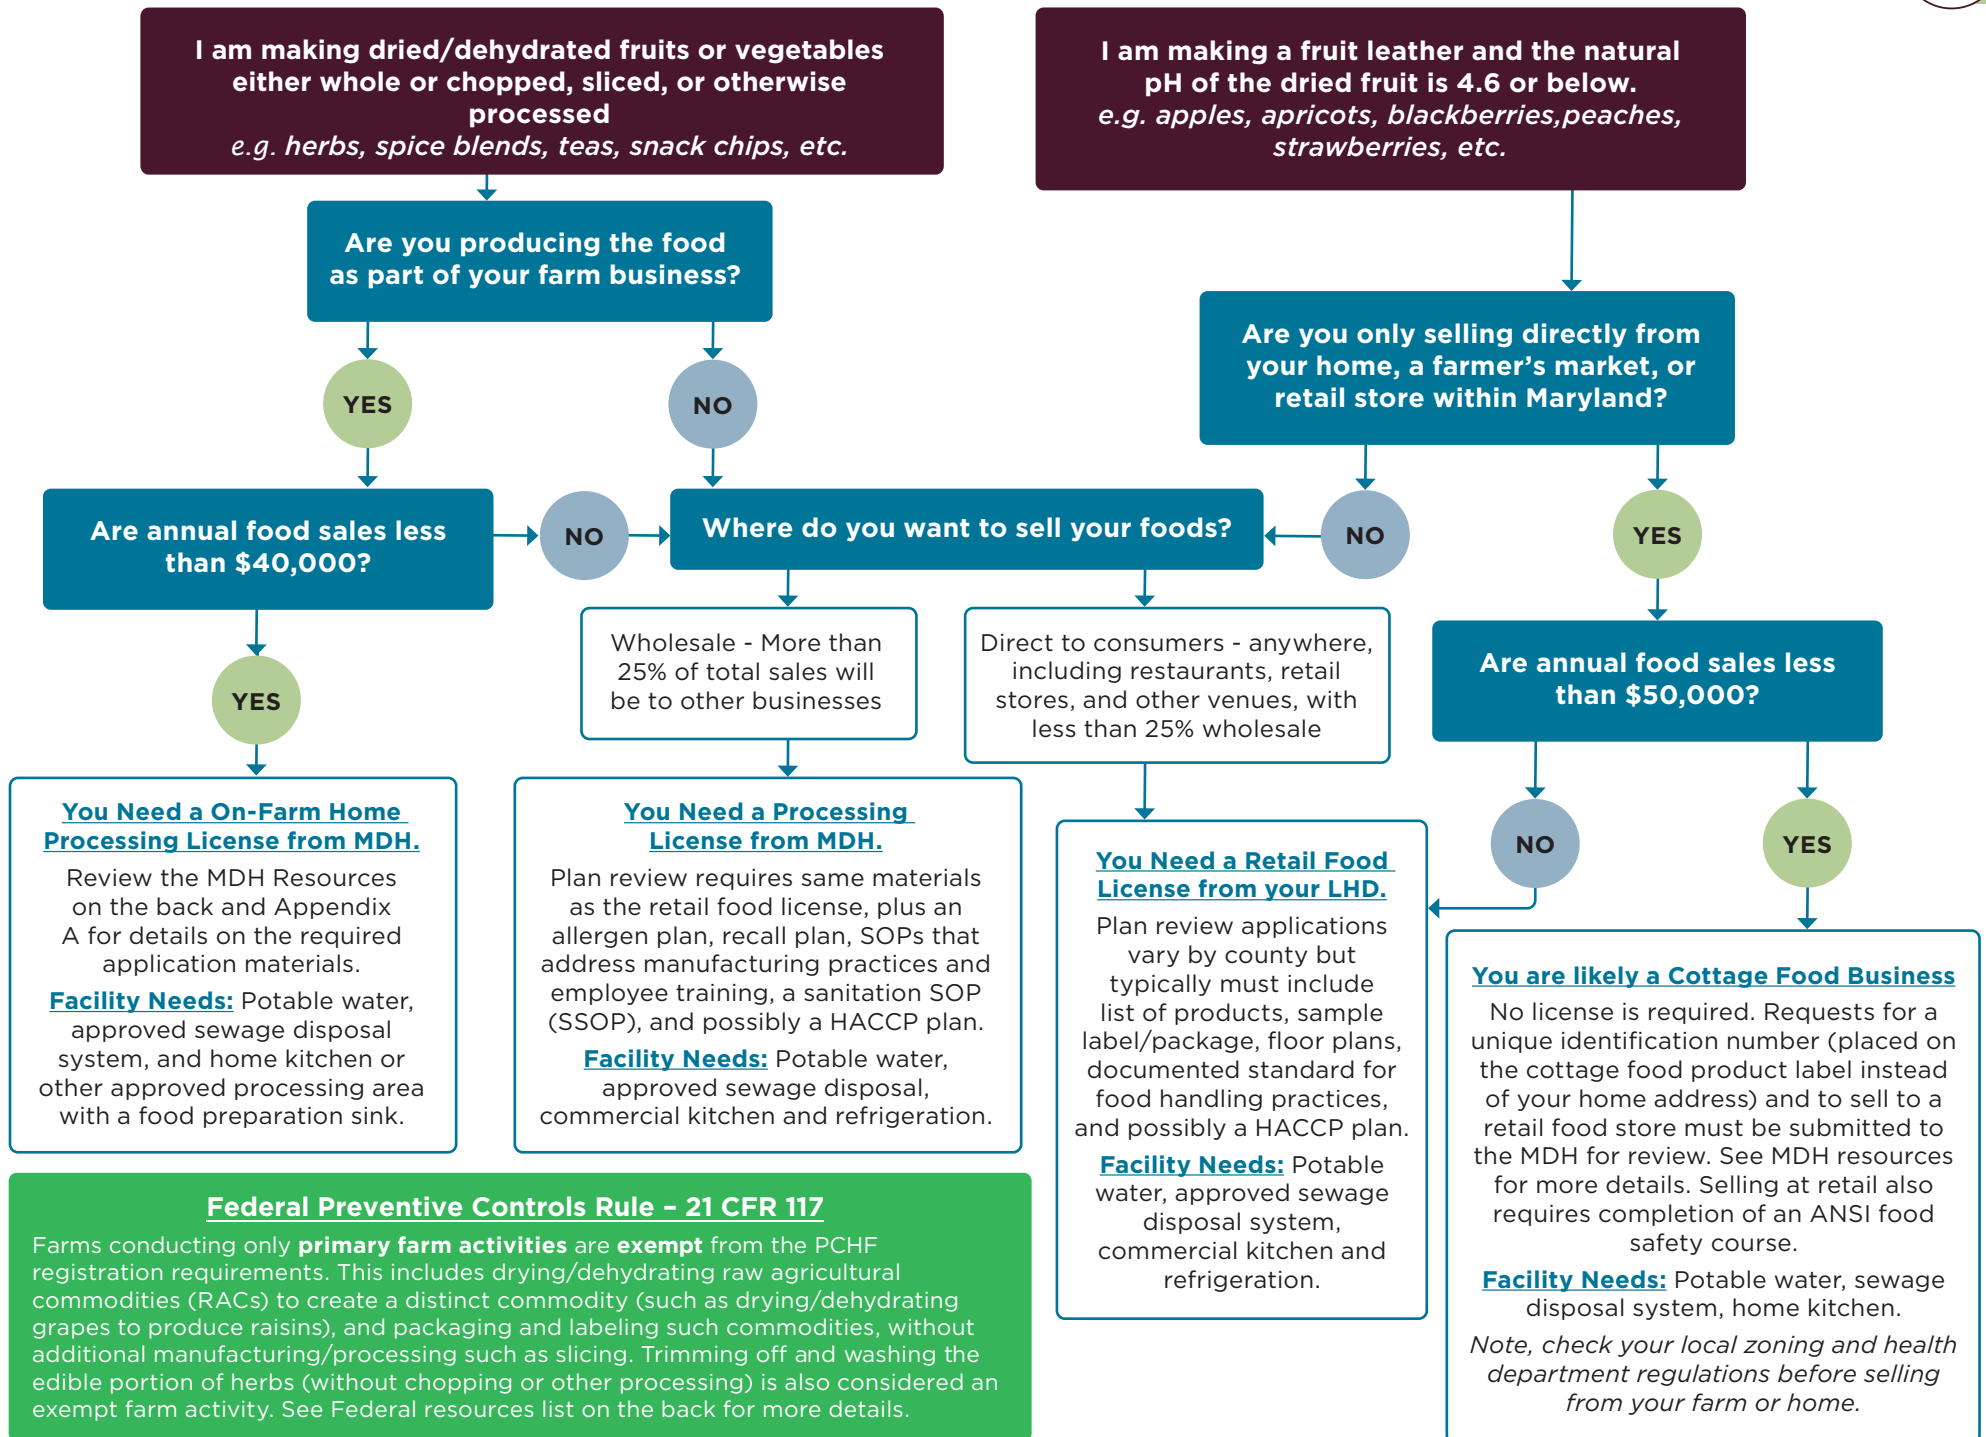 I am making dried/dehydrated fruits or vegetables
either whole or chopped, sliced, or otherwise
processed
e.g. herbs, spice blends, teas, snack chips, etc.
I am making a fruit leather and the natural
pH of the dried fruit is 4.6 or below.
e.g. apples, apricots, blackberries,peaches,
strawberries, etc.
Are you producing the food
as part of your farm business?
Are you only selling directly from
your home, a farmer's market, or
retail store within Maryland?
YES
NO
Are annual food sales less
than $40,000?
NO
Where do you want to sell your foods?
NO
YES
YES
Wholesale - More than
25% of total sales will
be to other businesses
Direct to consumers - anywhere,
including restaurants, retail
stores, and other venues, with
less than 25% wholesale
Are annual food sales less
than $50,000?
NO
YES
You Need a On-Farm Home
Processing License from MDH.
Review the MDH Resources
on the back and Appendix
A for details on the required
application materials.
Facility Needs: Potable water,
approved sewage disposal
system, and home kitchen or
other approved processing area
with a food preparation sink.
You Need a Processing
License from MDH.
Plan review requires same materials
as the retail food license, plus an
allergen plan, recall plan, SOPs that
address manufacturing practices and
employee training, a sanitation SOP
(SSOP), and possibly a HACCP plan.
Facility Needs: Potable water,
approved sewage disposal,
commercial kitchen and refrigeration.
You Need a Retail Food
License from your LHD.
Plan review applications
vary by county but
typically must include
list of products, sample
label/package, floor plans,
documented standard for
food handling practices,
and possibly a HACCP plan.
Facility Needs: Potable
water, approved sewage
disposal system,
commercial kitchen and
refrigeration.
You are likely a Cottage Food Business
No license is required. Requests for a
unique identification number (placed on
the cottage food product label instead
of your home address) and to sell to a
retail food store must be submitted to
the MDH for review. See MDH resources
for more details. Selling at retail also
requires completion of an ANSI food
safety course.
Facility Needs: Potable water, sewage
disposal system, home kitchen.
Note, check your local zoning and health
department regulations before selling
from your farm or home.
Federal Preventive Controls Rule – 21 CFR 117
Farms conducting only primary farm activities are exempt from the PCHF
registration requirements. This includes drying/dehydrating raw agricultural
commodities (RACs) to create a distinct commodity (such as drying/dehydrating
grapes to produce raisins), and packaging and labeling such commodities, without
additional manufacturing/processing such as slicing. Trimming off and washing the
edible portion of herbs (without chopping or other processing) is also considered an
exempt farm activity. See Federal resources list on the back for more details.